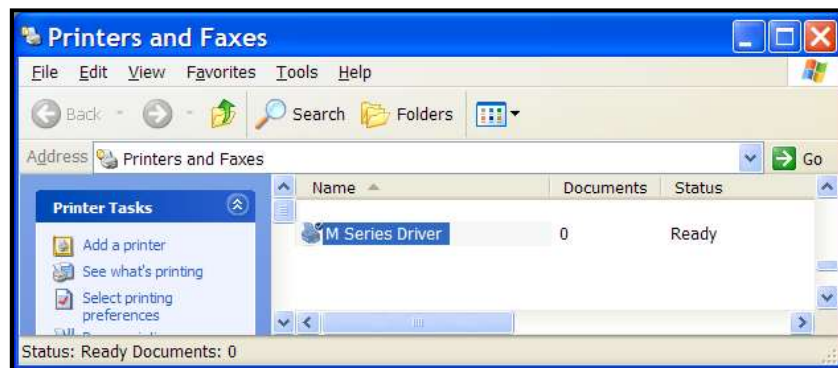 Printers and Faxes
File Edit View Favorites Tools Help
Back Search Folders
Address Printers and Faxes Go
Name Documents Status
Printer Tasks
M Series Driver 0 Ready
Add a printer
See what's printing
Select printing
preferences
Status: Ready Documents: 0